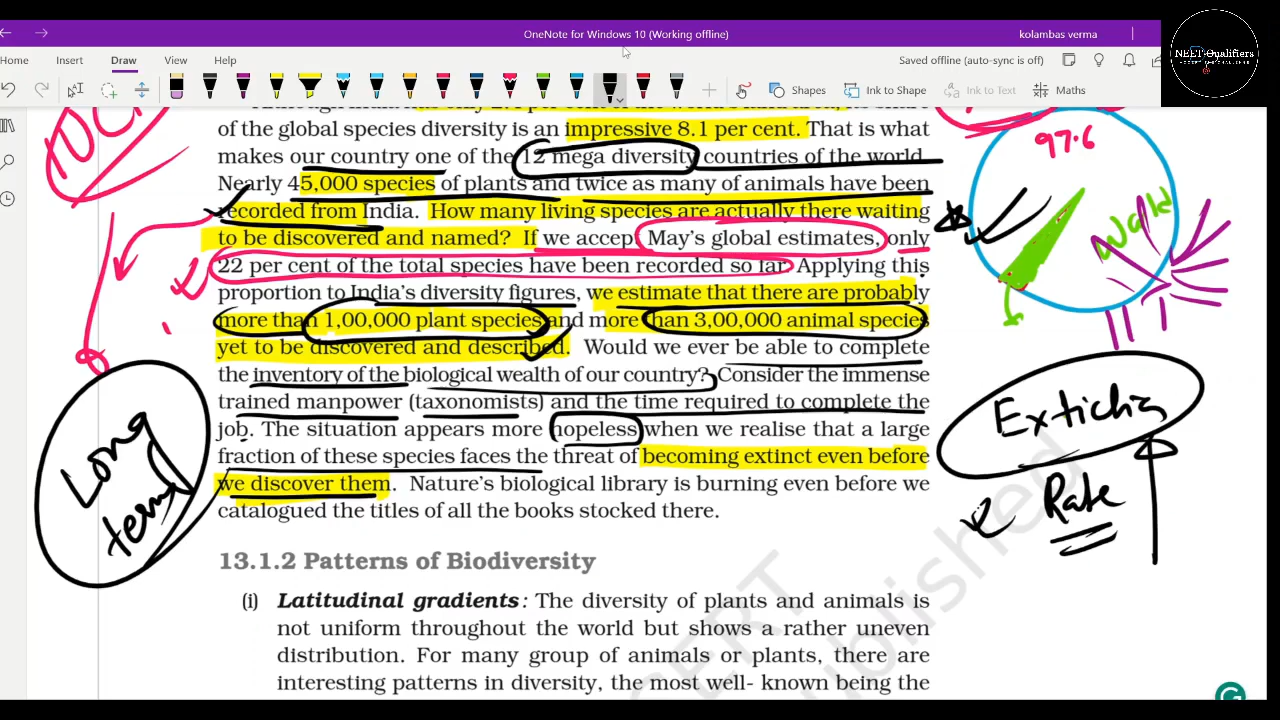 OneNote for Windows 10 (Working offline)
kolambas verma
NEET Qualifiers
Home Insert Draw View Help
Saved offline (auto-sync is off)
Shapes Ink to Shape Ink to Text Maths
of the global species diversity is an impressive 8.1 per cent. That is what
makes our country one of the 12 mega diversity countries of the world.
Nearly 45,000 species of plants and twice as many of animals have been
recorded from India. How many living species are actually there waiting
to be discovered and named? If we accept May's global estimates, only
22 per cent of the total species have been recorded so far. Applying this
proportion to India's diversity figures, we estimate that there are probably
more than 1,00,000 plant species and more than 3,00,000 animal species
yet to be discovered and described. Would we ever be able to complete
the inventory of the biological wealth of our country? Consider the immense
trained manpower (taxonomists) and the time required to complete the
job. The situation appears more hopeless when we realise that a large
fraction of these species faces the threat of becoming extinct even before
we discover them. Nature's biological library is burning even before we
catalogued the titles of all the books stocked there.
13.1.2 Patterns of Biodiversity
(i) Latitudinal gradients: The diversity of plants and animals is
not uniform throughout the world but shows a rather uneven
distribution. For many group of animals or plants, there are
interesting patterns in diversity, the most well- known being the
97.6
Long
term
Rate